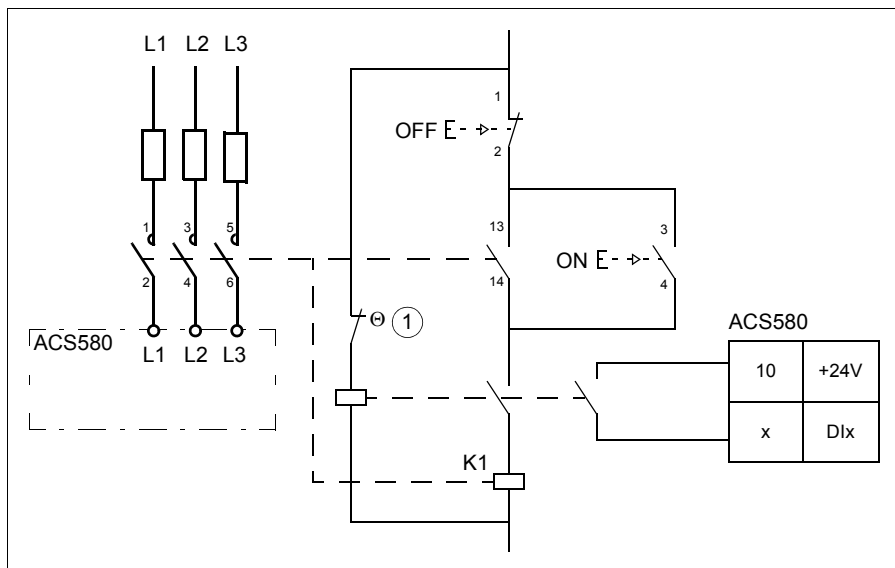 L1 L2 L3
1
OFF
2
1 3 5
13
3
ON
2 4 6
14
4
Θ 1
ACS580
L1 L2 L3
ACS580
10 +24V
x DIx
K1